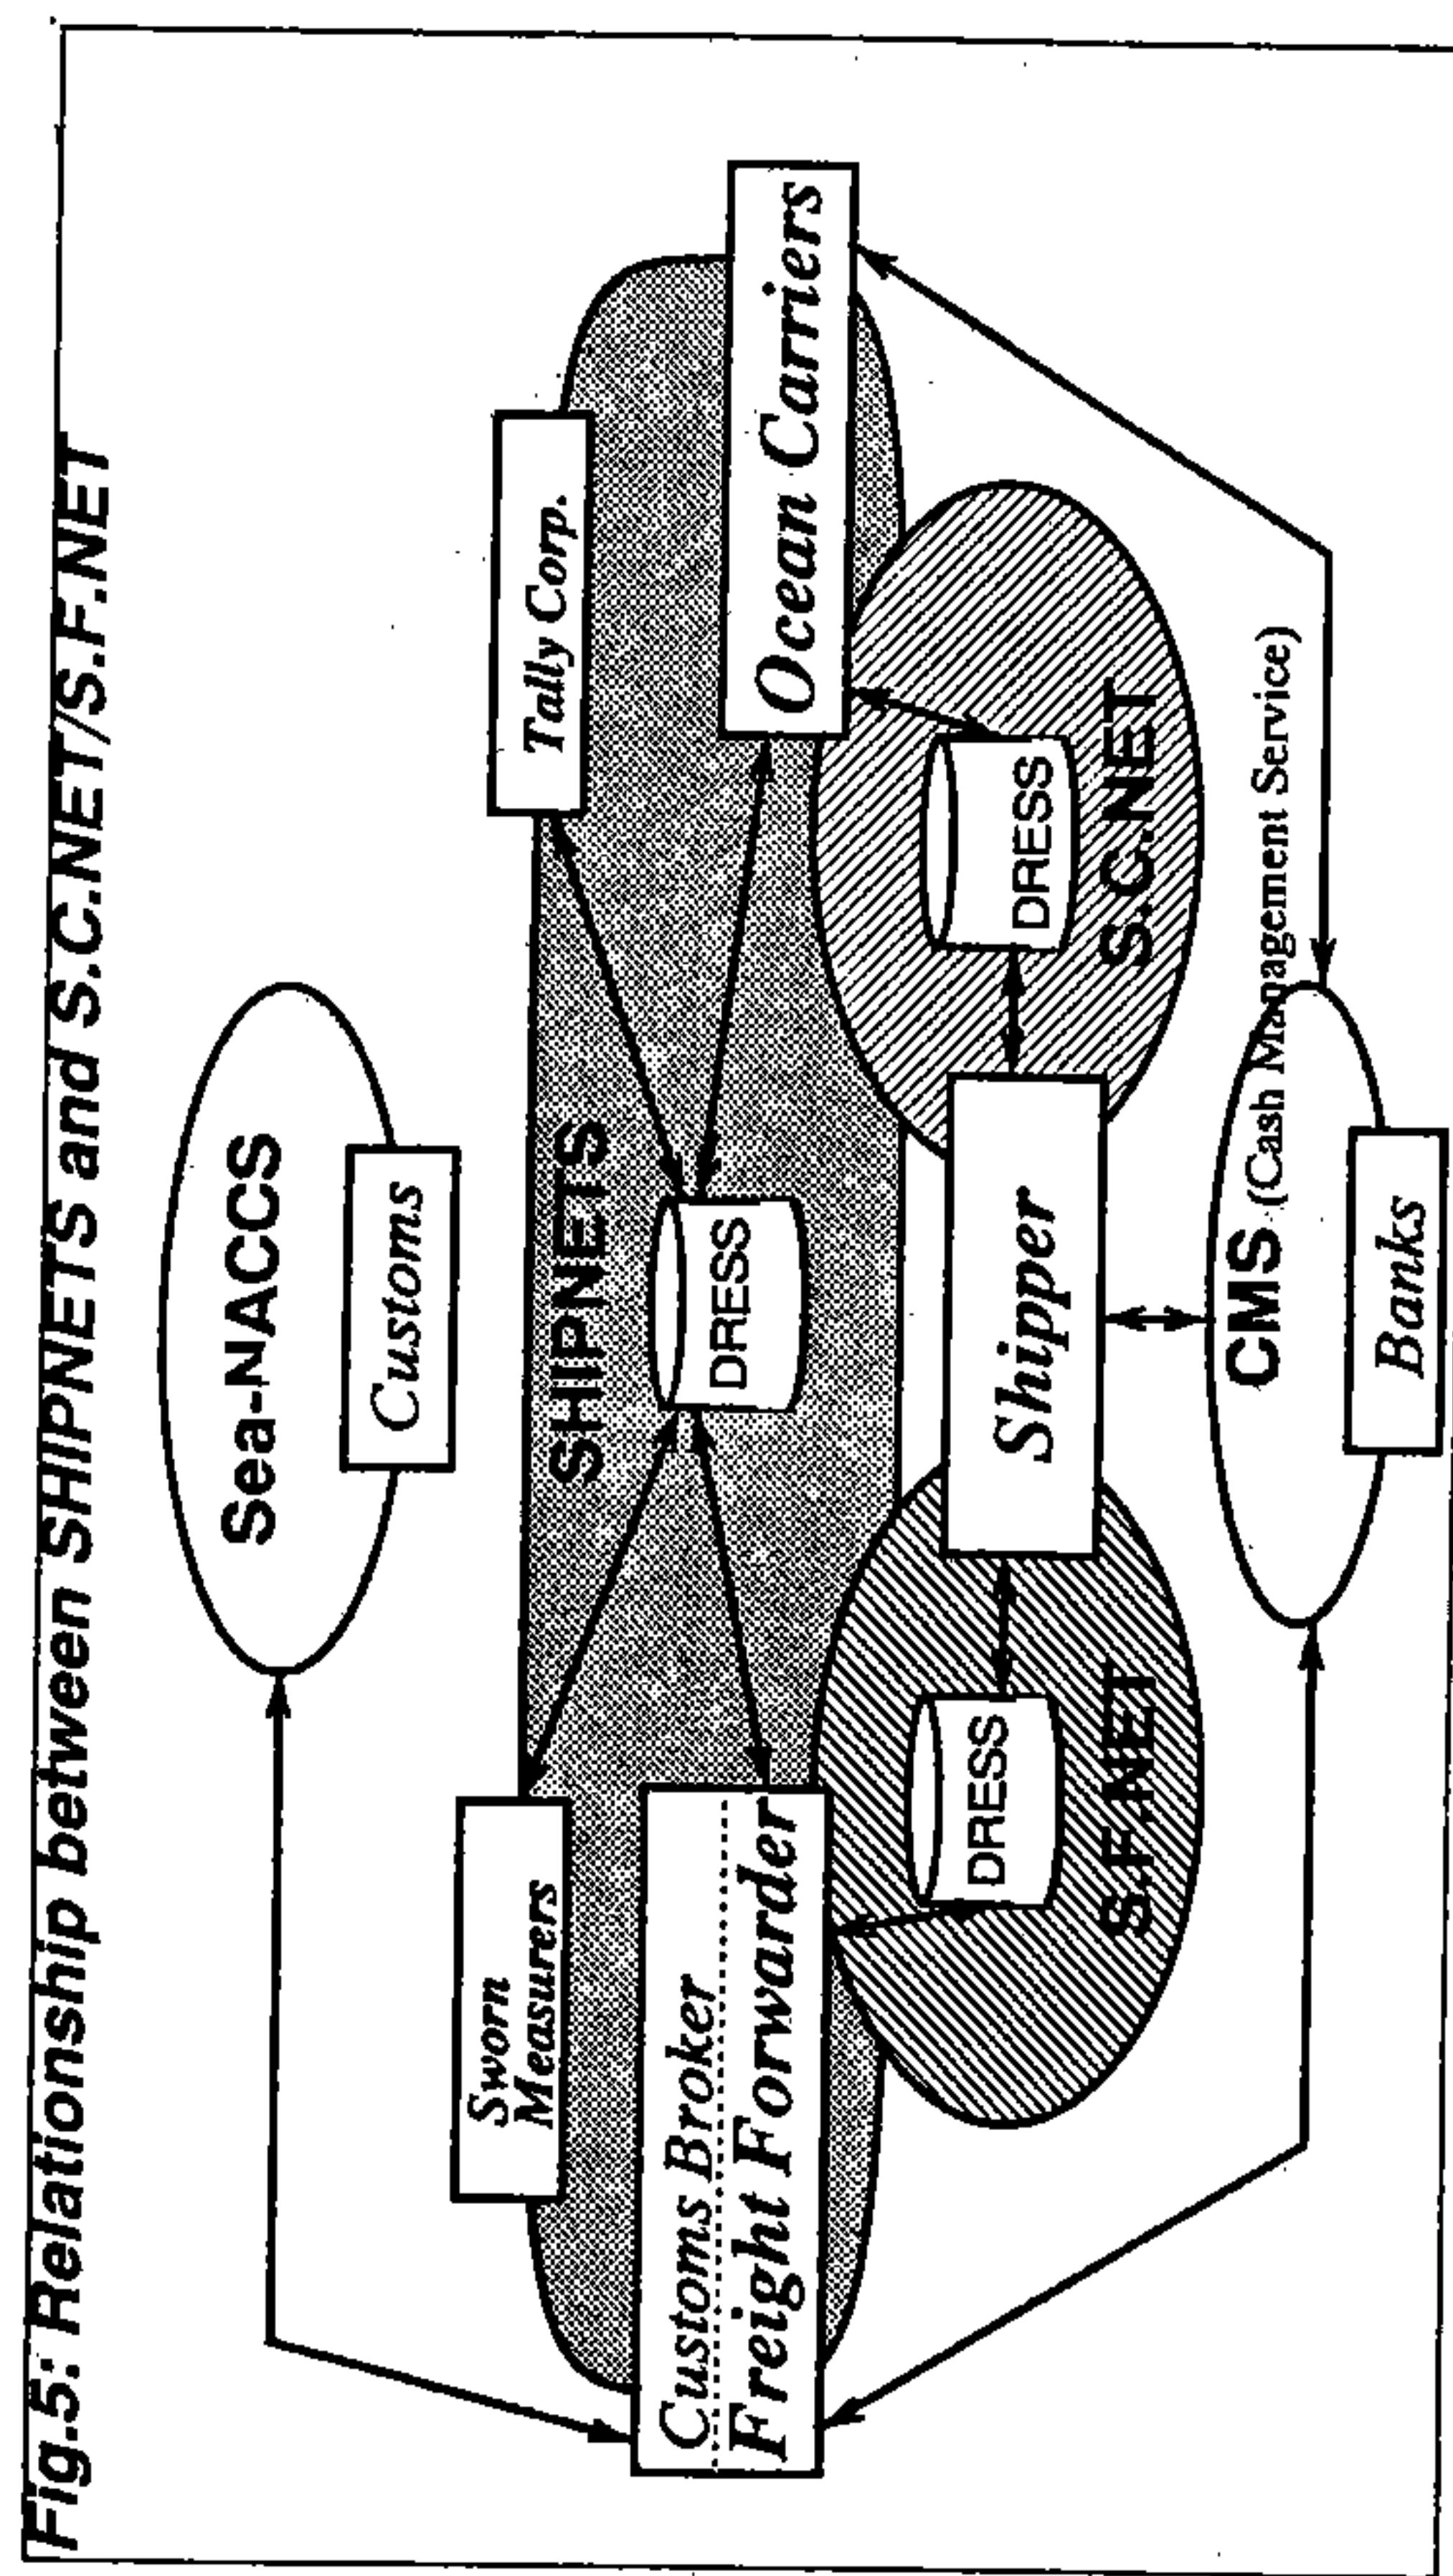 Fig.5: Relationship between SHIPNETS and S.C.NET/S.F.NET
Sea-NACCS
Customs
Sworn
Measurers
Tally Corp.
SHIPNETS
DRESS
Customs Broker
Freight Forwarder
Ocean Carriers
DRESS
S.F.NET
Shipper
DRESS
S.C.NET
CMS (Cash Management Service)
Banks